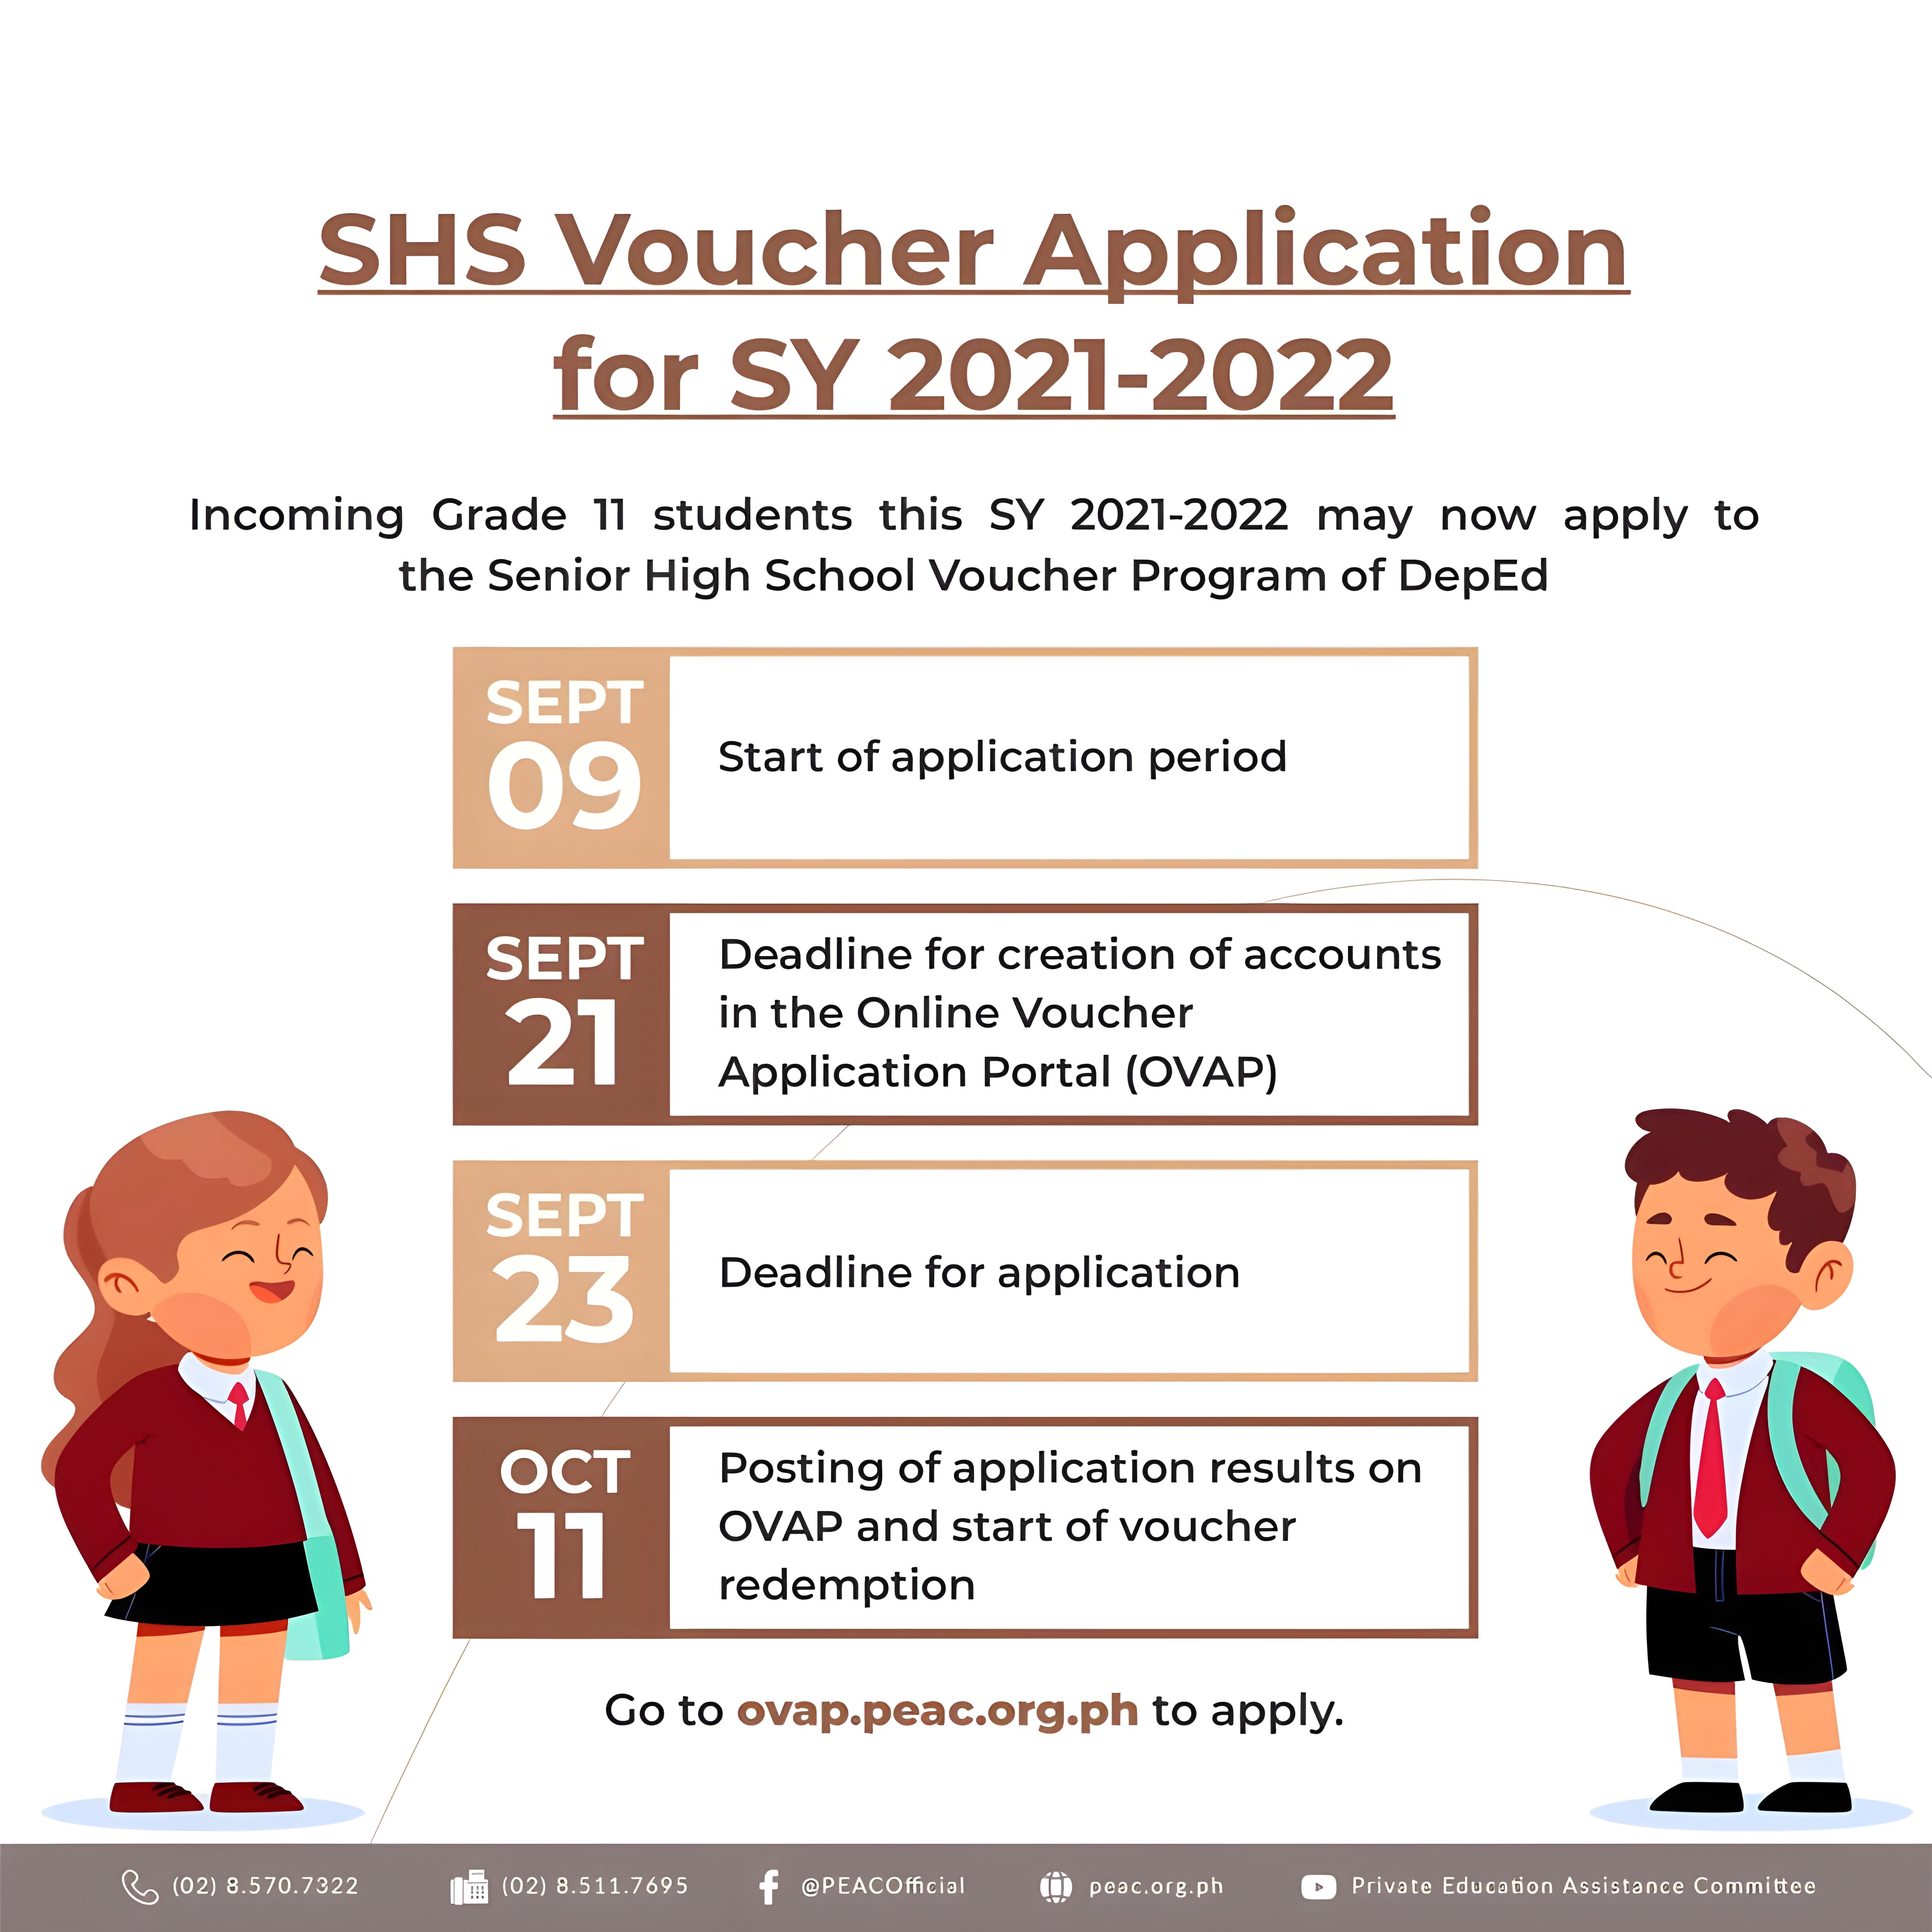 SHS Voucher Application
for SY 2021-2022
Incoming Grade 11 students this SY 2021-2022 may now apply to
the Senior High School Voucher Program of DepEd
SEPT
09
Start of application period
SEPT
21
Deadline for creation of accounts
in the Online Voucher
Application Portal (OVAP)
SEPT
23
Deadline for application
OCT
11
Posting of application results on
OVAP and start of voucher
redemption
Go to ovap.peac.org.ph to apply.
(02) 8.570.7322
(02) 8.511.7695
@PEACOfficial
peac.org.ph
Private Education Assistance Committee